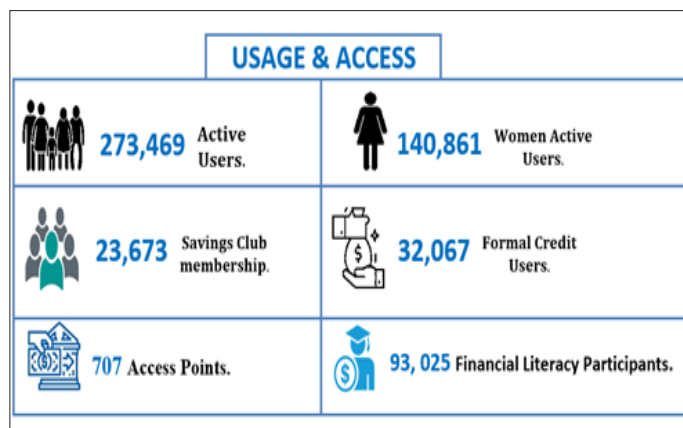 USAGE & ACCESS
273,469 Active
Users.
140,861 Women Active
Users.
23,673 Savings Club
membership.
32,067 Formal Credit
Users.
707 Access Points.
93, 025 Financial Literacy Participants.